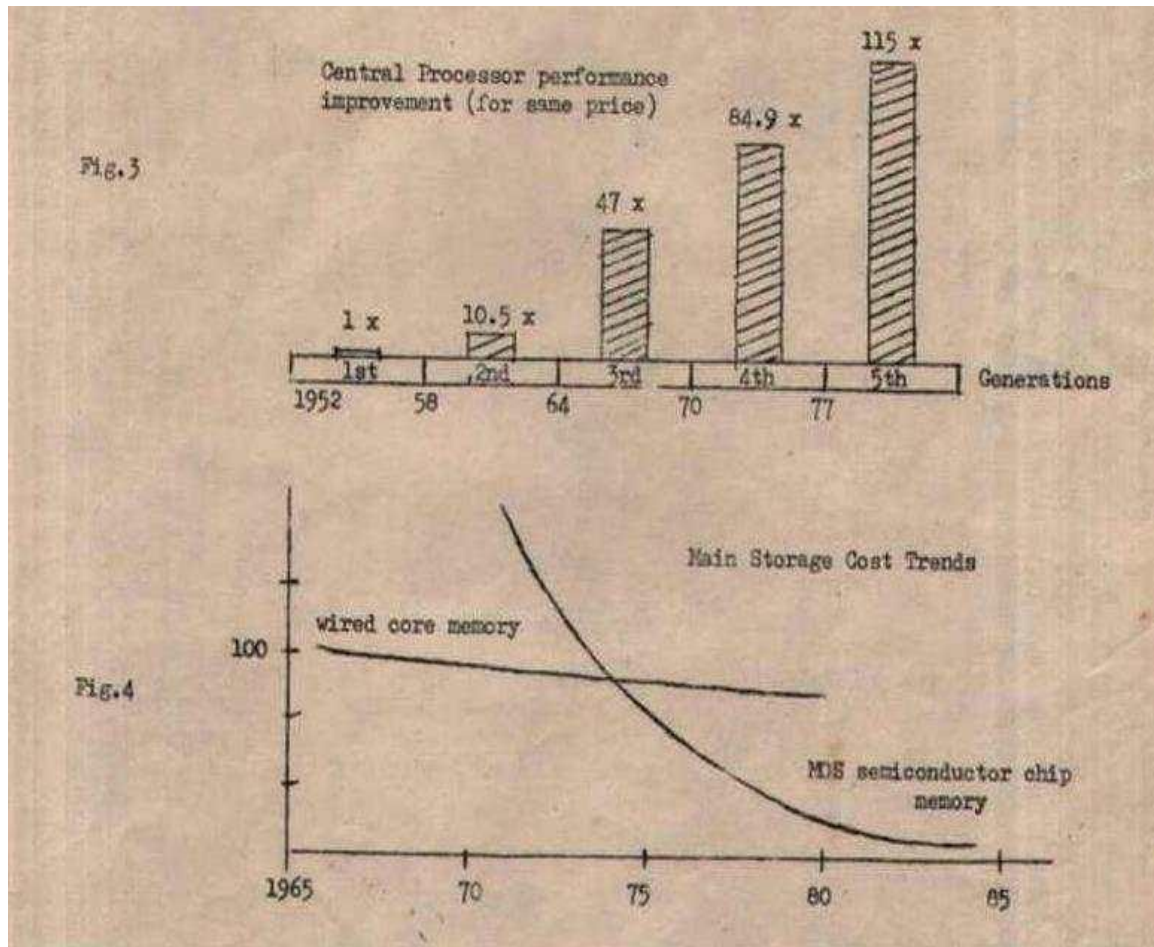 115 x
Central Processor performance
improvement (for same price)
84.9 x
Fig.3
47 x
1 x
10.5 x
1st
2nd
3rd
4th
5th
Generations
1952
58
64
70
77
Main Storage Cost Trends
wired core memory
100
Fig.4
MOS semiconductor chip
memory
1965
70
75
80
85